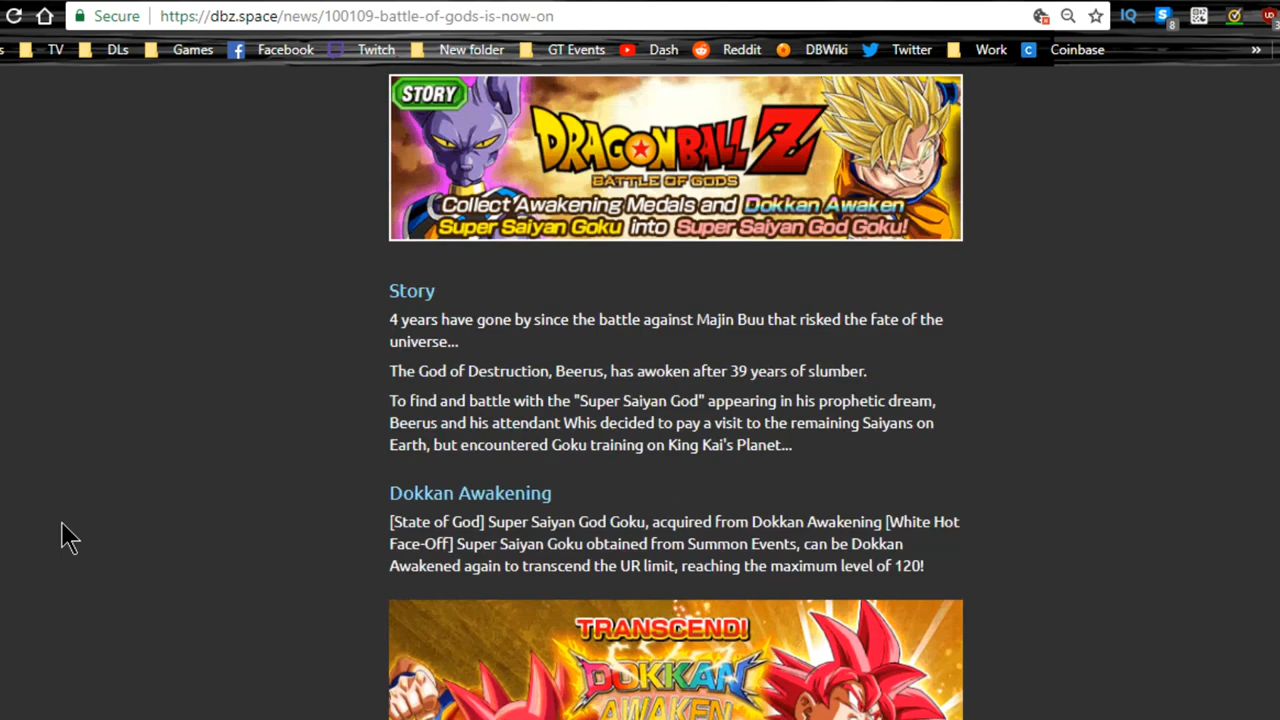 Secure https://dbz.space/news/100109-battle-of-gods-is-now-on
s TV DLs Games Facebook Twitch New folder GT Events Dash Reddit DBWiki Twitter Work Coinbase »
STORY
DRAGONBALL Z
BATTLE OF GODS
Collect Awakening Medals and Dokkan Awaken
Super Saiyan Goku into Super Saiyan God Goku!
Story
4 years have gone by since the battle against Majin Buu that risked the fate of the
universe...
The God of Destruction, Beerus, has awoken after 39 years of slumber.
To find and battle with the "Super Saiyan God" appearing in his prophetic dream,
Beerus and his attendant Whis decided to pay a visit to the remaining Saiyans on
Earth, but encountered Goku training on King Kai's Planet...
Dokkan Awakening
[State of God] Super Saiyan God Goku, acquired from Dokkan Awakening [White Hot
Face-Off] Super Saiyan Goku obtained from Summon Events, can be Dokkan
Awakened again to transcend the UR limit, reaching the maximum level of 120!
TRANSCEND!
DOKKAN
AWAKEN